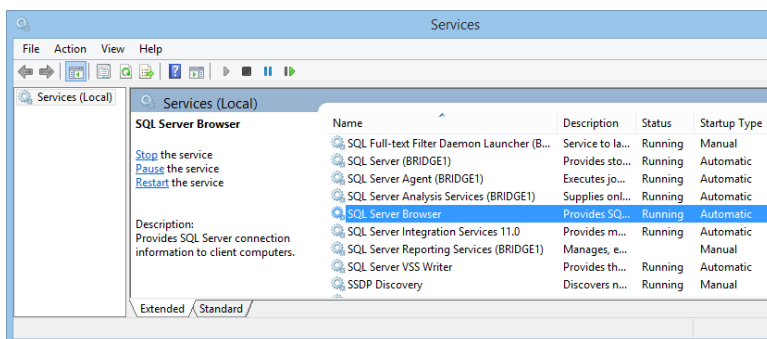 Services
File Action View Help
Services (Local)
Services (Local)
SQL Server Browser
Stop the service
Pause the service
Restart the service
Description:
Provides SQL Server connection
information to client computers.
Name Description Status Startup Type
SQL Full-text Filter Daemon Launcher (B... Service to la... Running Manual
SQL Server (BRIDGE1) Provides sto... Running Automatic
SQL Server Agent (BRIDGE1) Executes jo... Running Automatic
SQL Server Analysis Services (BRIDGE1) Supplies onl... Running Automatic
SQL Server Browser Provides SQ... Running Automatic
SQL Server Integration Services 11.0 Provides m... Running Automatic
SQL Server Reporting Services (BRIDGE1) Manages, e... Manual
SQL Server VSS Writer Provides th... Running Automatic
SSDP Discovery Discovers n... Running Manual
Extended Standard